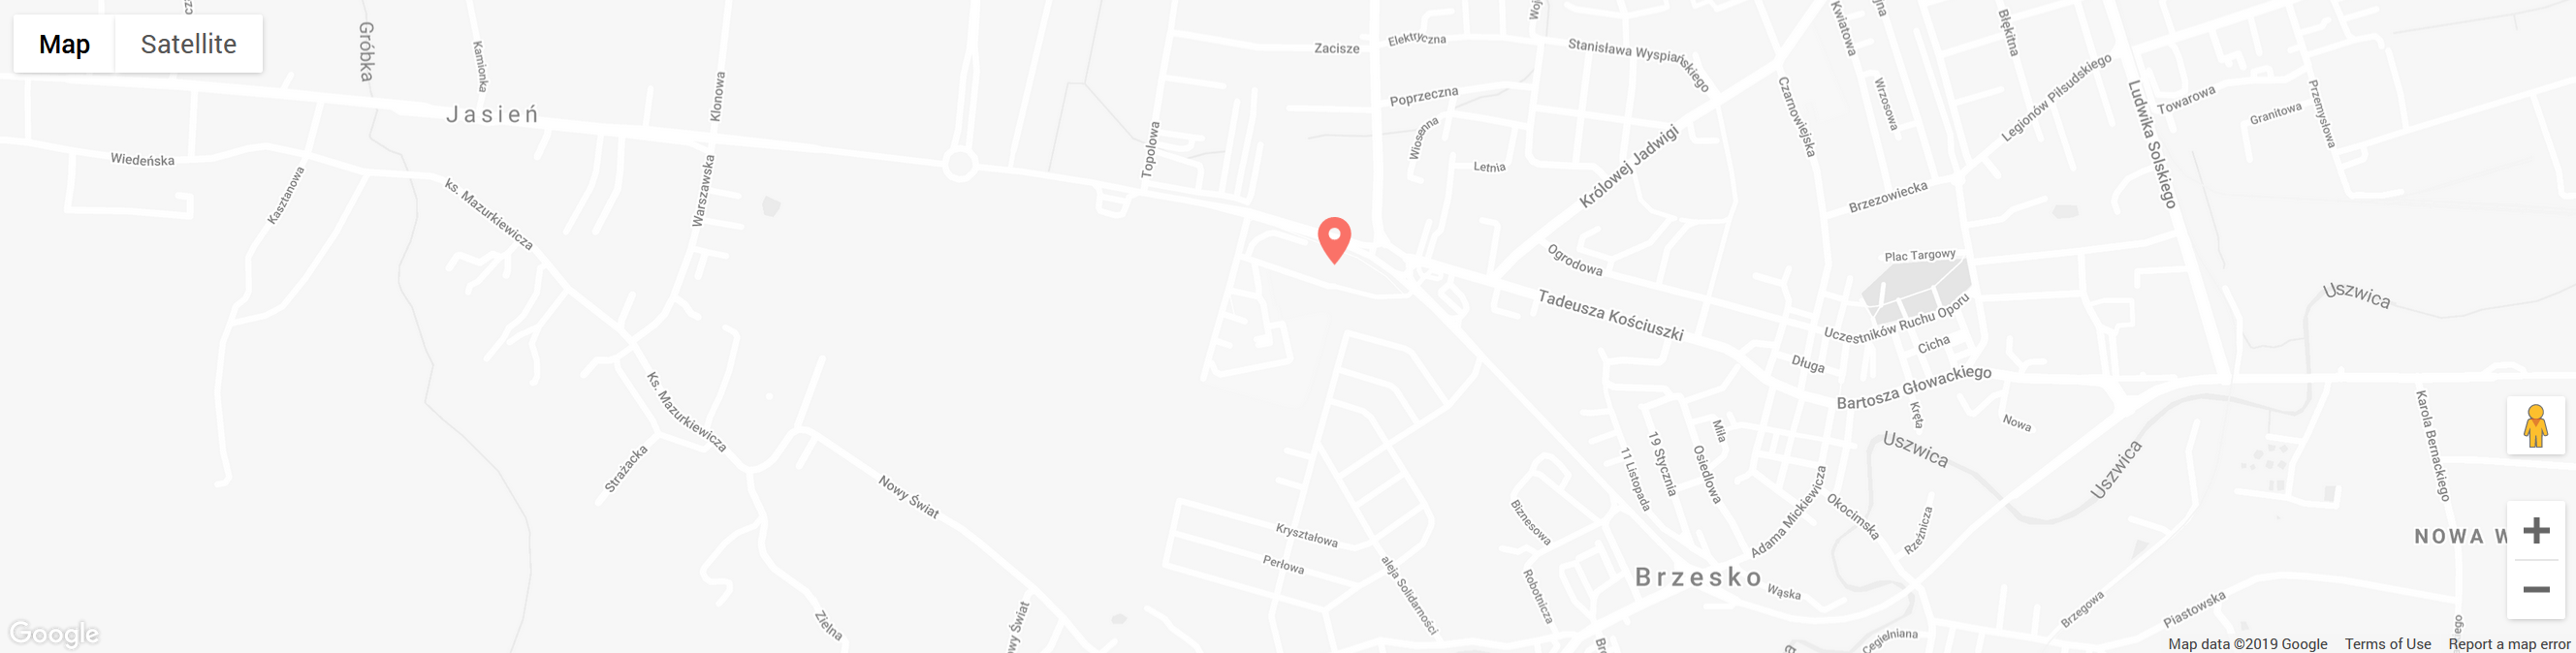 Map
Satellite
Gróbka
Kamionka
Klonowa
Jasień
Wiedeńska
Kasztanowa
ks. Mazurkiewicza
Warszawska
Topolowa
Zacisze
Elektryczna
Stanisława Wyspiańskiego
Poprzeczna
Wiosenna
Letnia
Królowej Jadwigi
Czarnowiejska
Kwiatowa
Wrzosowa
Błękitna
Legionów Piłsudskiego
Ludwika Solskiego
Towarowa
Granitowa
Przemysłowa
Brzezowiecka
Ogrodowa
Plac Targowy
Tadeusza Kościuszki
Uczestników Ruchu Oporu
Cicha
Długa
Bartosza Głowackiego
Kręta
Nowa
Uszwica
Uszwica
Uszwica
Karola Bernackiego
Ks. Mazurkiewicza
Strażacka
Nowy Świat
Zielna
11 Listopada
19 Stycznia
Osiedlowa
Miła
Adama Mickiewicza
Okocimska
Rzeźnicza
Biznesowa
Kryształowa
Perłowa
aleja Solidarności
Robotnicza
Brzesko
Wąska
NOWA W
Brzegowa
Piastowska
Cegielniana
Google
Map data ©2019 Google
Terms of Use
Report a map error